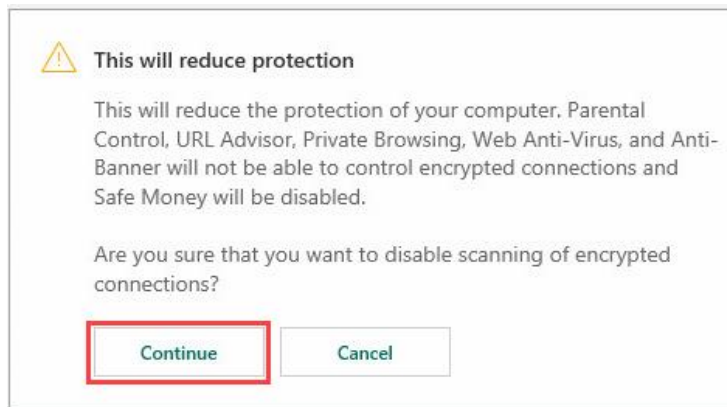 This will reduce protection
This will reduce the protection of your computer. Parental
Control, URL Advisor, Private Browsing, Web Anti-Virus, and Anti-
Banner will not be able to control encrypted connections and
Safe Money will be disabled.
Are you sure that you want to disable scanning of encrypted
connections?
Continue
Cancel